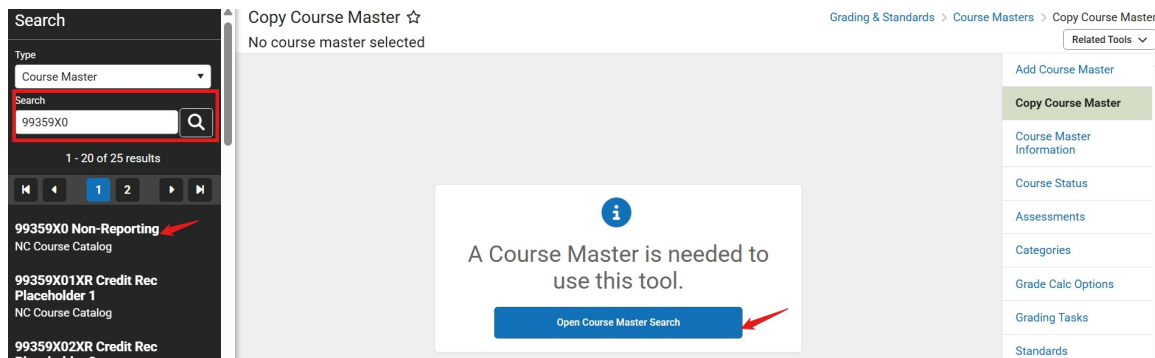 Search
Type
Course Master
Search
99359X0
1 - 20 of 25 results
1 2
99359X0 Non-Reporting
NC Course Catalog
99359X01XR Credit Rec
Placeholder 1
NC Course Catalog
99359X02XR Credit Rec
Copy Course Master
No course master selected
Grading & Standards > Course Masters > Copy Course Master
Related Tools
A Course Master is needed to
use this tool.
Open Course Master Search
Add Course Master
Copy Course Master
Course Master
Information
Course Status
Assessments
Categories
Grade Calc Options
Grading Tasks
Standards